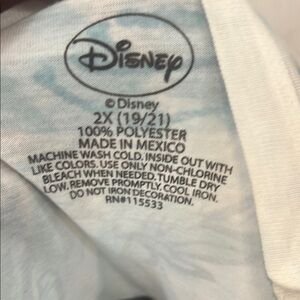 Disney
© Disney
2X (19/21)
100% POLYESTER
MADE IN MEXICO
MACHINE WASH COLD. INSIDE OUT WITH
LIKE COLORS. USE ONLY NON-CHLORINE
BLEACH WHEN NEEDED. TUMBLE DRY
LOW. REMOVE PROMPTLY. COOL IRON.
DO NOT IRON DECORATION.
RN#115533